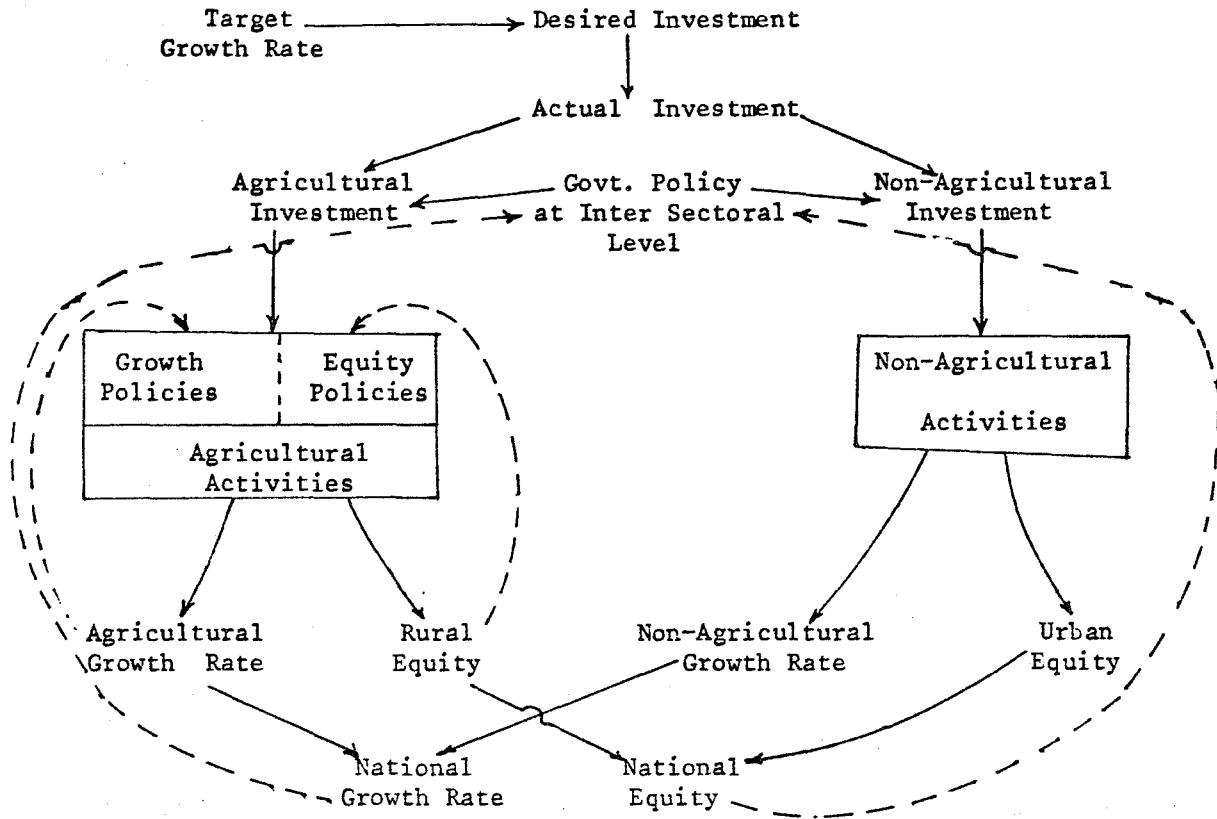 Target
Growth Rate
Desired Investment
Actual Investment
Agricultural
Investment
Govt. Policy
at Inter Sectoral
Level
Non-Agricultural
Investment
Growth
Policies
Equity
Policies
Agricultural
Activities
Non-Agricultural
Activities
Agricultural
Growth Rate
Rural
Equity
Non-Agricultural
Growth Rate
Urban
Equity
National
Growth Rate
National
Equity